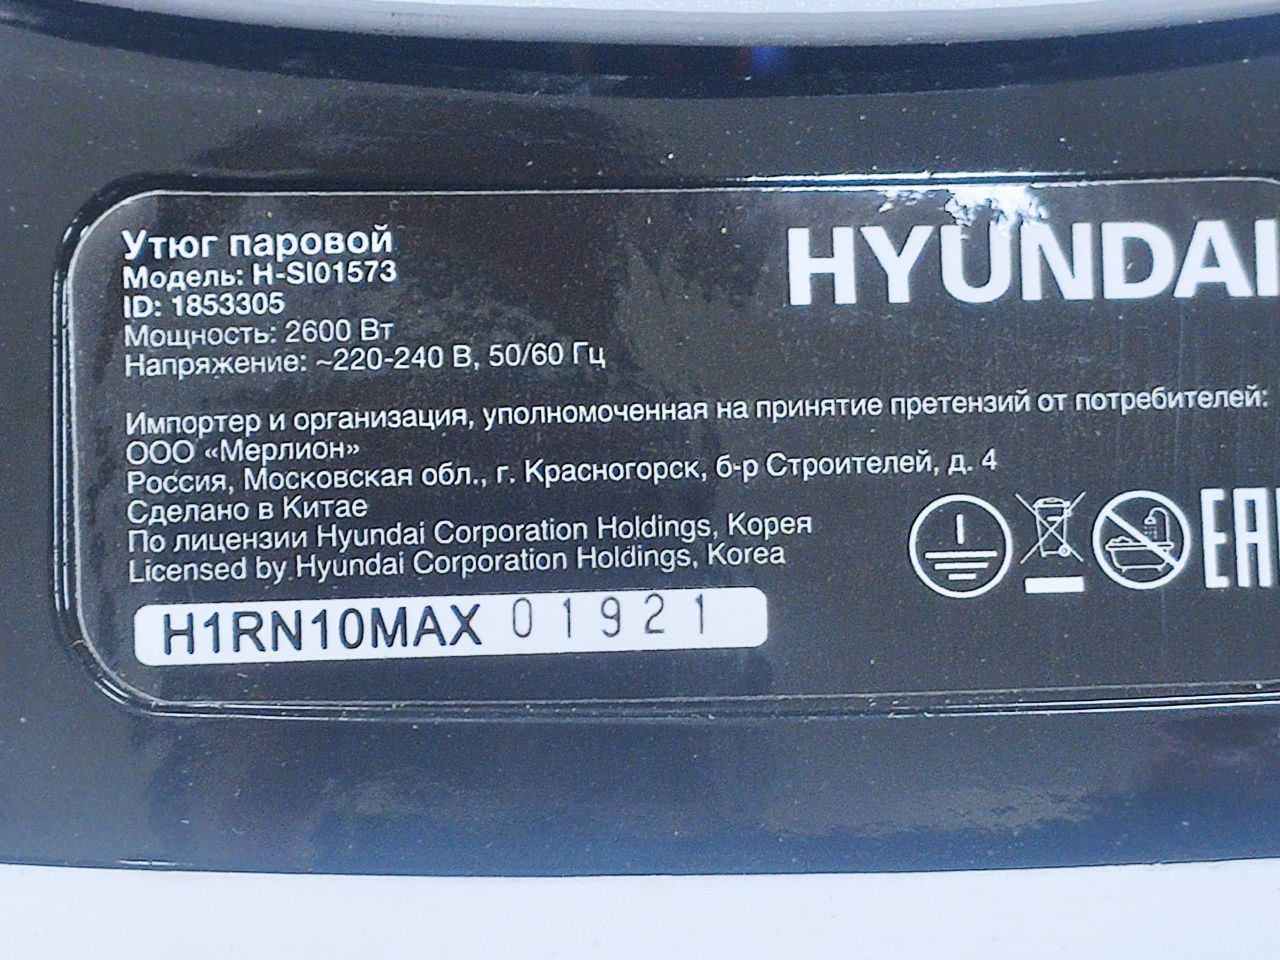 Утюг паровой
HYUNDAI
Модель: H-SI01573
ID: 1853305
Мощность: 2600 Вт
Напряжение: ~220-240 В, 50/60 Гц
Импортер и организация, уполномоченная на принятие претензий от потребителей:
ООО «Мерлион»
Россия, Московская обл., г. Красногорск, б-р Строителей, д. 4
Сделано в Китае
По лицензии Hyundai Corporation Holdings, Корея
Licensed by Hyundai Corporation Holdings, Korea
EAC
H1RN10MAX 01921